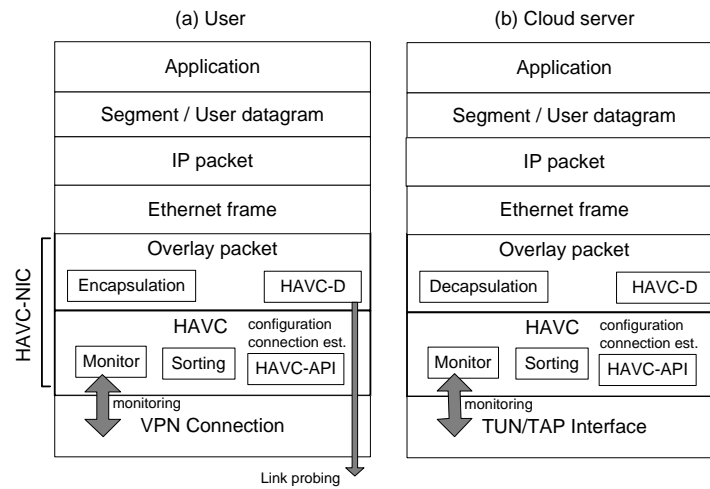 (a) User
Application
Segment / User datagram
IP packet
Ethernet frame
Overlay packet
Encapsulation
HAVC-D
HAVC-NIC
HAVC
configuration
connection est.
Monitor
Sorting
HAVC-API
monitoring
VPN Connection
Link probing
(b) Cloud server
Application
Segment / User datagram
IP packet
Ethernet frame
Overlay packet
Decapsulation
HAVC-D
HAVC
configuration
connection est.
Monitor
Sorting
HAVC-API
monitoring
TUN/TAP Interface